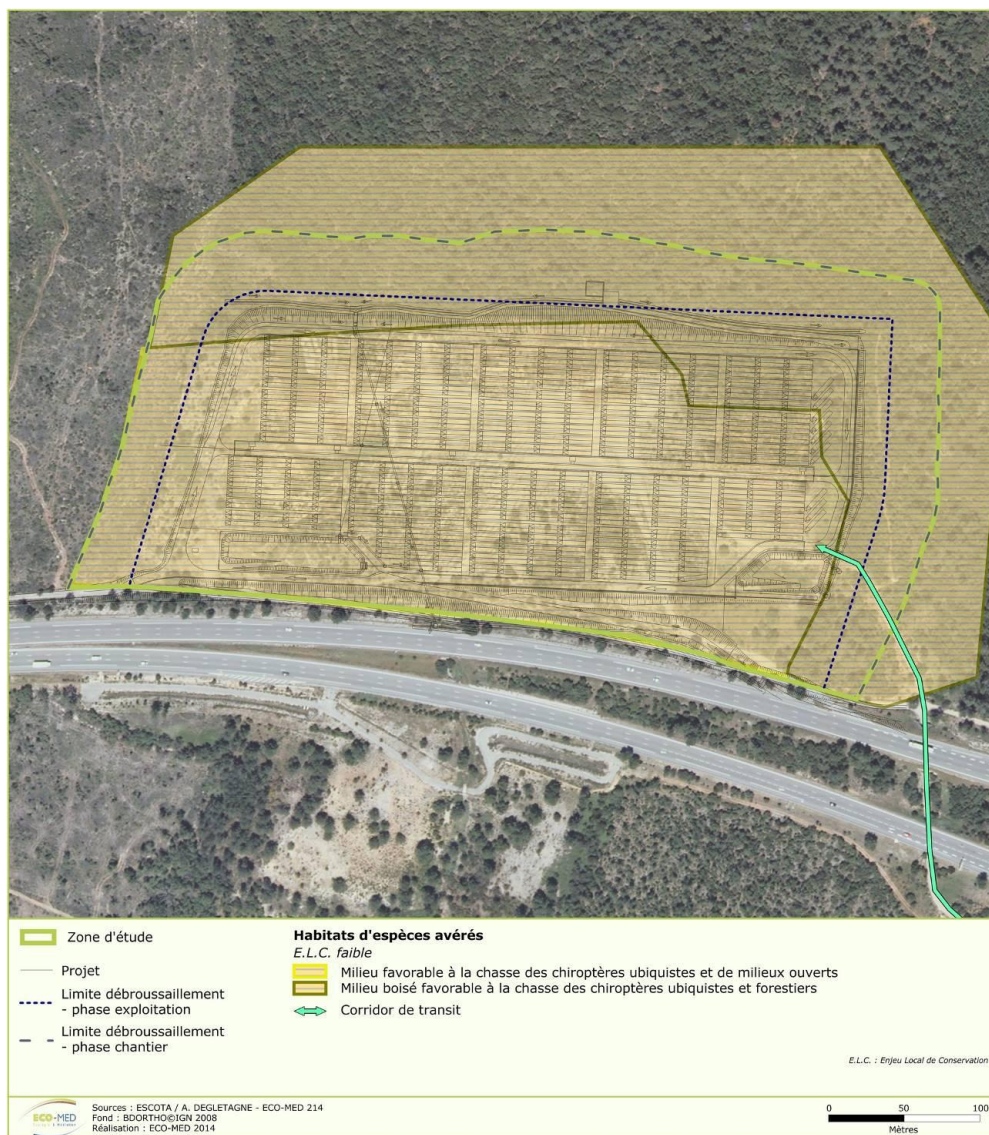 Zone d'étude
Projet
Limite débroussaillement
- phase exploitation
Limite débroussaillement
- phase chantier
Habitats d'espèces avérés
E.L.C. faible
Milieu favorable à la chasse des chiroptères ubiquistes et de milieux ouverts
Milieu boisé favorable à la chasse des chiroptères ubiquistes et forestiers
Corridor de transit
E.L.C. : Enjeu Local de Conservation
ECO-MED
Sources : ESCOTA / A. DEGLETAGNE - ECO-MED 214
Fond : BDORTHO©IGN 2008
Réalisation : ECO-MED 2014
0 50 100
Mètres